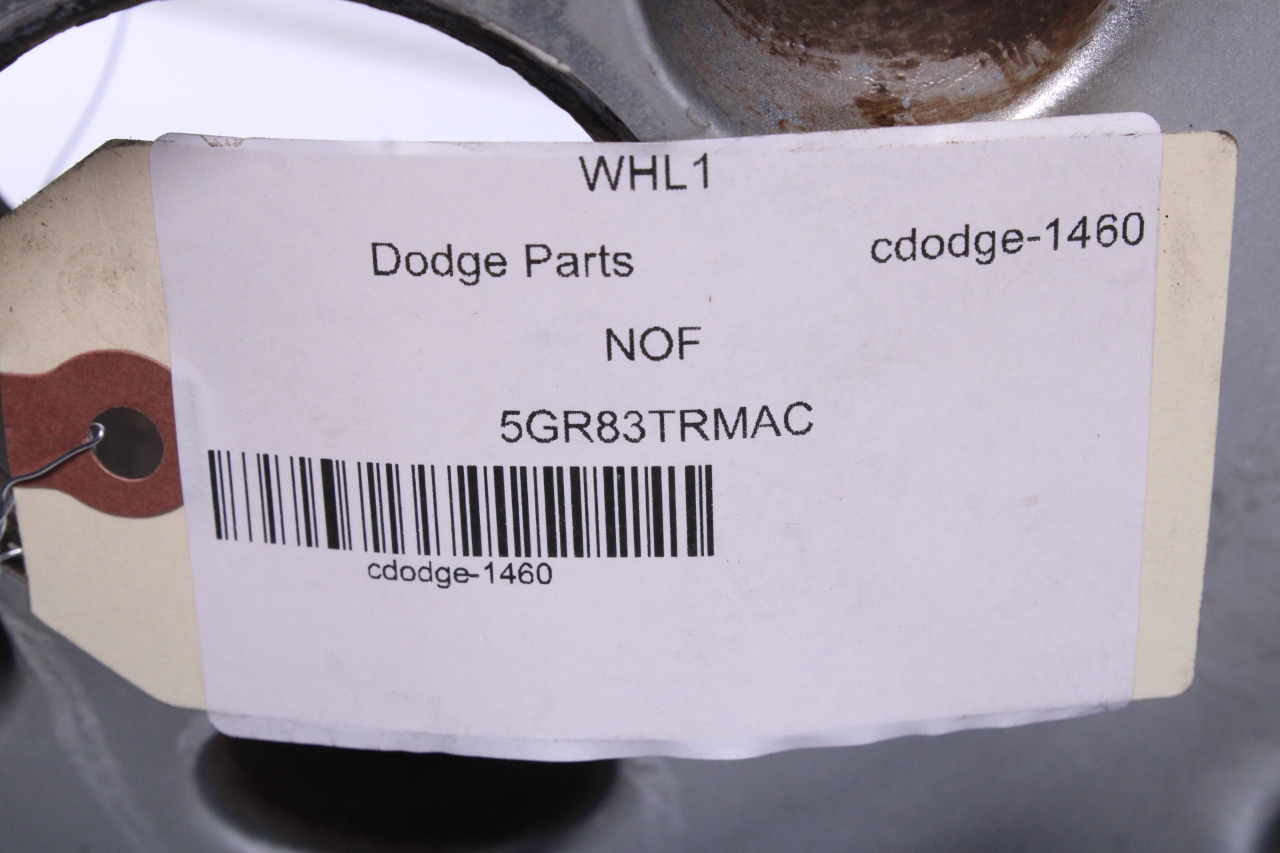 WHL1
Dodge Parts cdodge-1460
NOF
5GR83TRMAC
cdodge-1460